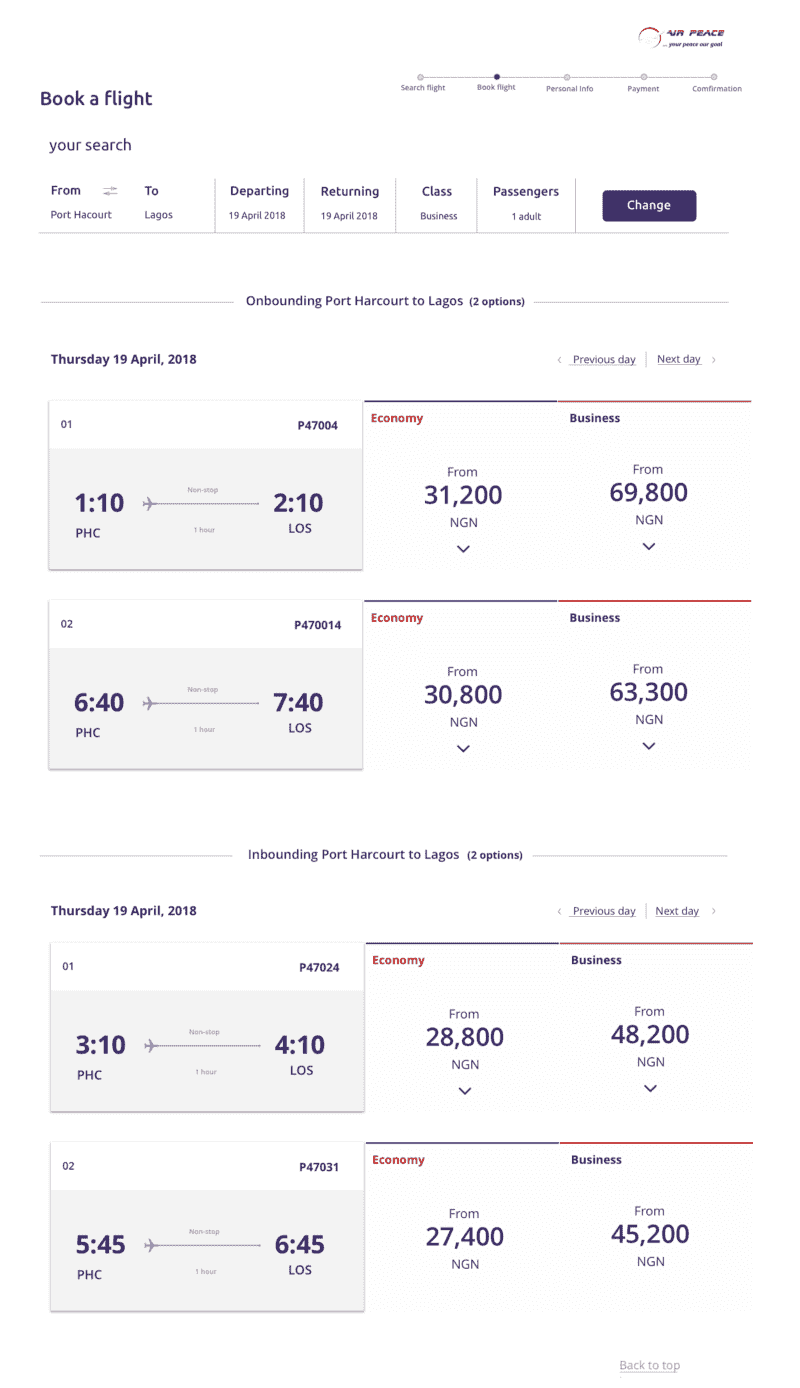 AIR PEACE
... your peace our goal
Search flight Book flight Personal Info Payment Comfirmation
Book a flight
your search
From To Departing Returning Class Passengers
Port Hacourt Lagos 19 April 2018 19 April 2018 Business 1 adult
Change
Onbounding Port Harcourt to Lagos (2 options)
Thursday 19 April, 2018
‹ Previous day Next day ›
01 P47004
Economy Business
Non-stop
1:10 2:10
1 hour
PHC LOS
From From
31,200 69,800
NGN NGN
02 P470014
Economy Business
Non-stop
6:40 7:40
1 hour
PHC LOS
From From
30,800 63,300
NGN NGN
Inbounding Port Harcourt to Lagos (2 options)
Thursday 19 April, 2018
‹ Previous day Next day ›
01 P47024
Economy Business
Non-stop
3:10 4:10
1 hour
PHC LOS
From From
28,800 48,200
NGN NGN
02 P47031
Economy Business
Non-stop
5:45 6:45
1 hour
PHC LOS
From From
27,400 45,200
NGN NGN
Back to top